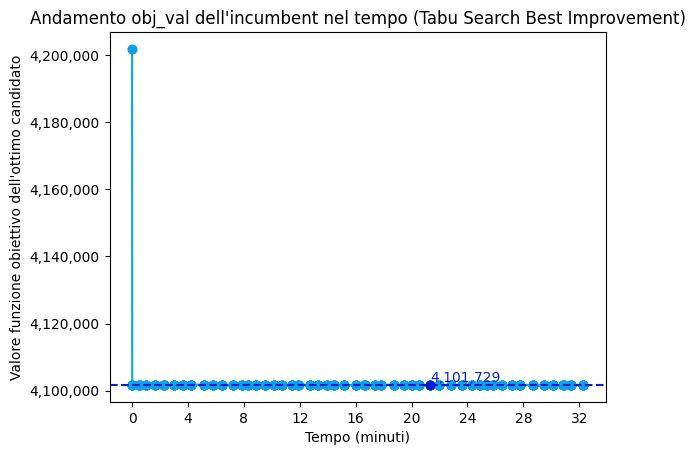 Andamento obj_val dell'incumbent nel tempo (Tabu Search Best Improvement)
Valore funzione obiettivo dell'ottimo candidato
4,200,000
4,180,000
4,160,000
4,140,000
4,120,000
4,100,000
4,101,729
0 4 8 12 16 20 24 28 32
Tempo (minuti)